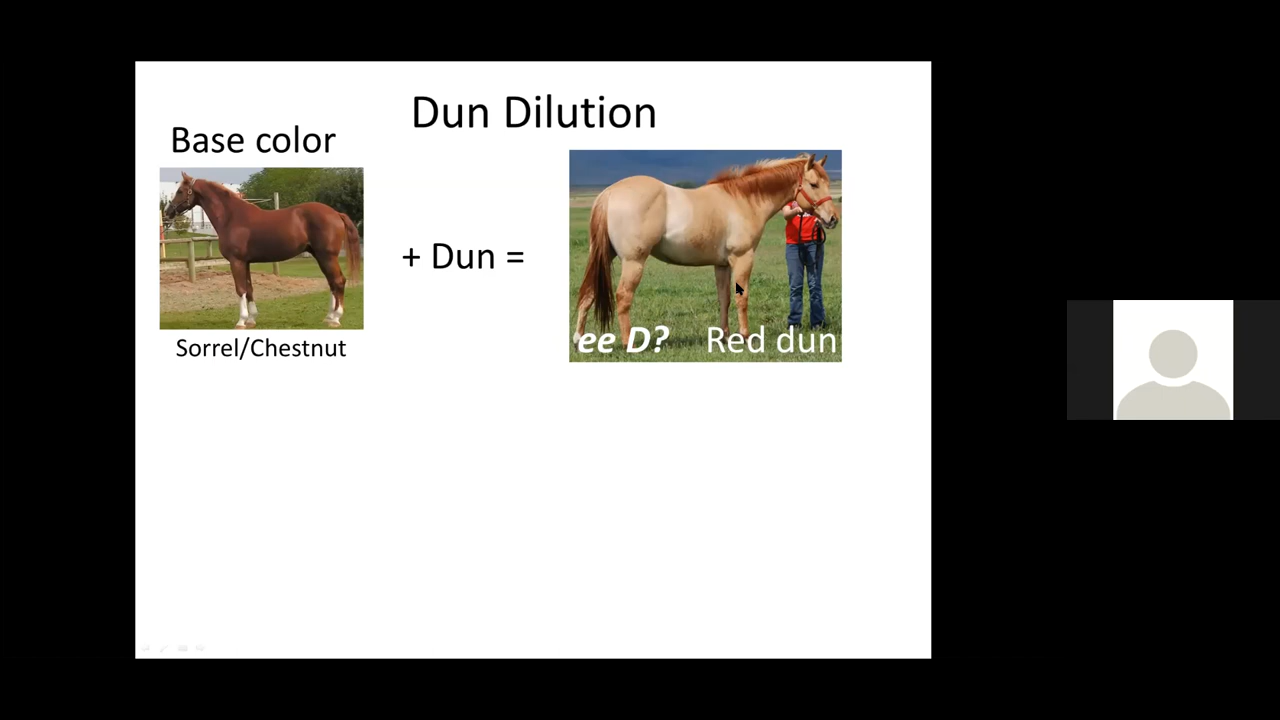 Dun Dilution
Base color
+ Dun =
Sorrel/Chestnut
ee D? Red dun